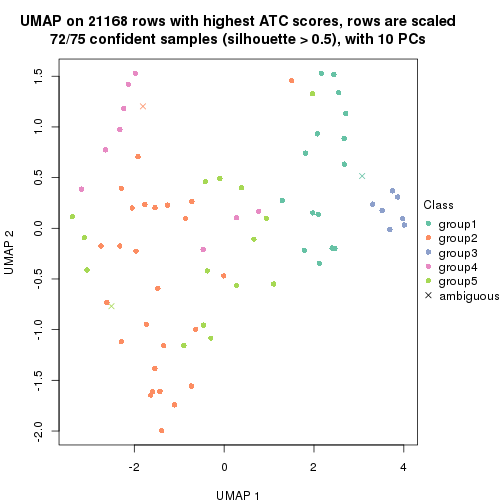 UMAP on 21168 rows with highest ATC scores, rows are scaled
72/75 confident samples (silhouette > 0.5), with 10 PCs
1.5
1.0
0.5
0.0
-0.5
-1.0
-1.5
-2.0
UMAP 2
-2
0
2
4
UMAP 1
Class
group1
group2
group3
group4
group5
ambiguous